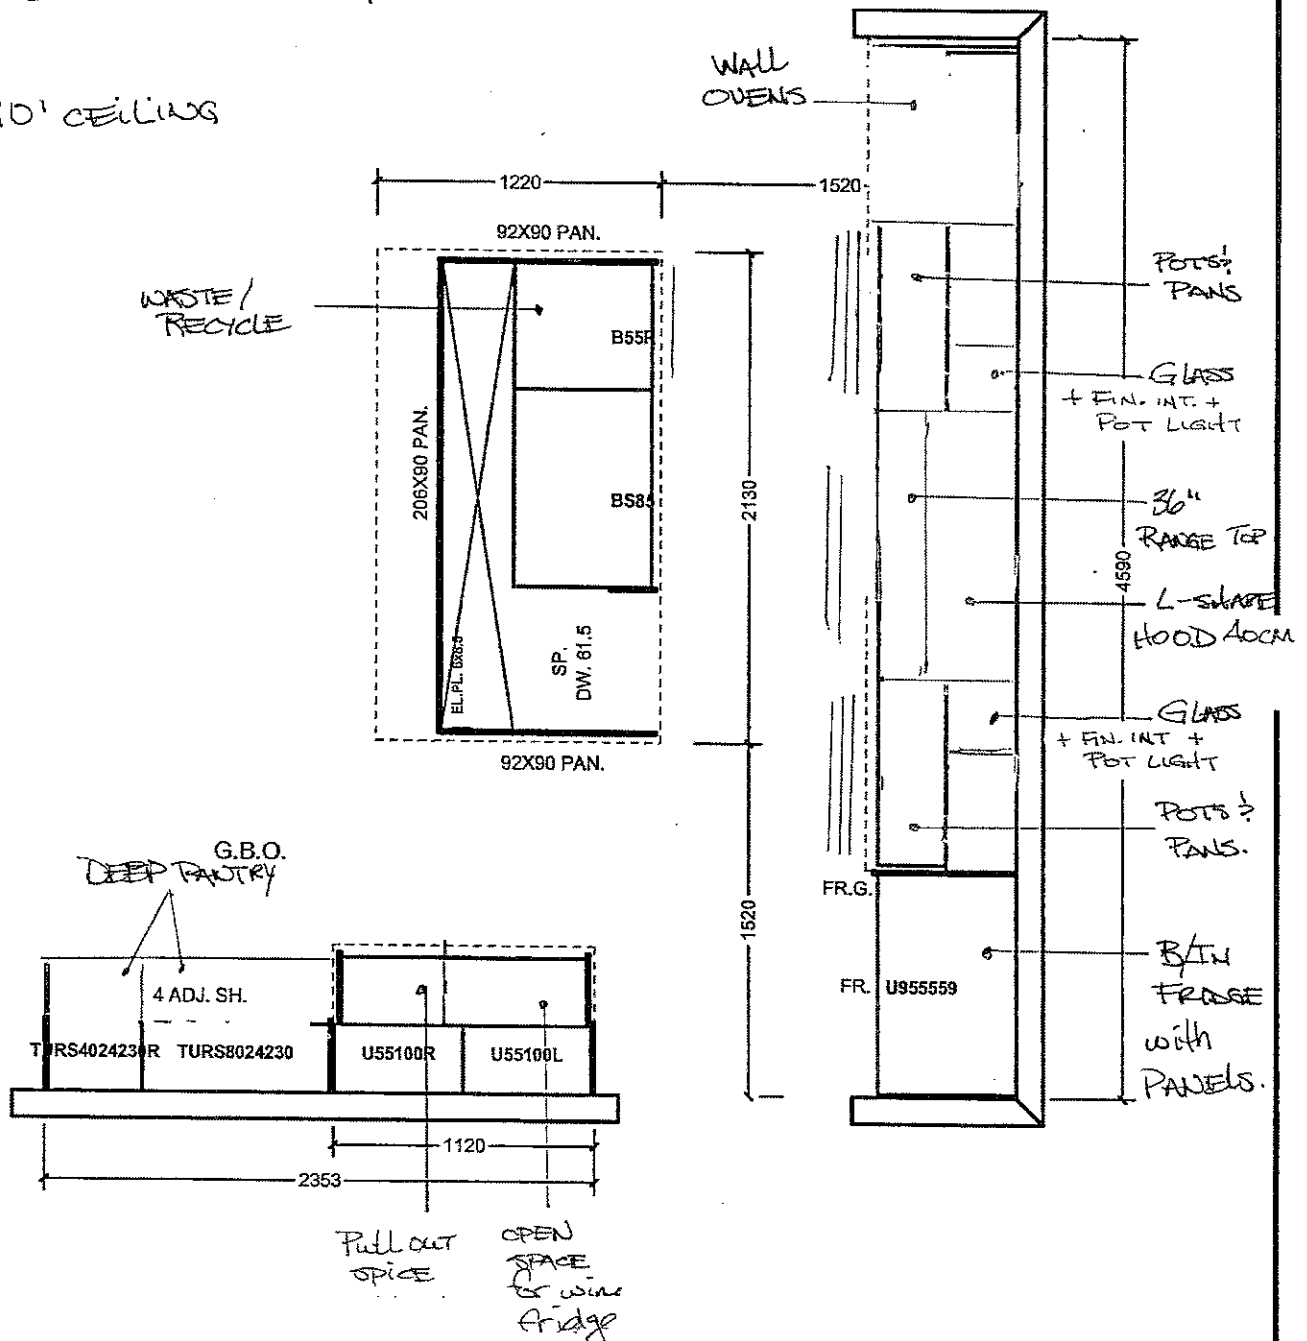 10' CEILING
WALL
OVENS
1220
1520
92X90 PAN.
WASTE/
RECYCLE
B55R
POTS &
PANS
GLASS
+ FIN. INT. +
POT LIGHT
206X90 PAN.
BS85
2130
36"
RANGE TOP
4590
L-SHAPE
HOOD 40CM
EL.PL. 6x8.5
SP.
DW. 61.5
GLASS
+ FIN. INT +
POT LIGHT
92X90 PAN.
POTS &
PANS.
G.B.O.
DEEP PANTRY
FR.G.
1520
4 ADJ. SH.
B/IN
FRIDGE
with
PANELS.
FR. U955559
TURS4024230R TURS8024230 U55100R U55100L
1120
2353
Pull out
spice
OPEN
SPACE
for wine
fridge